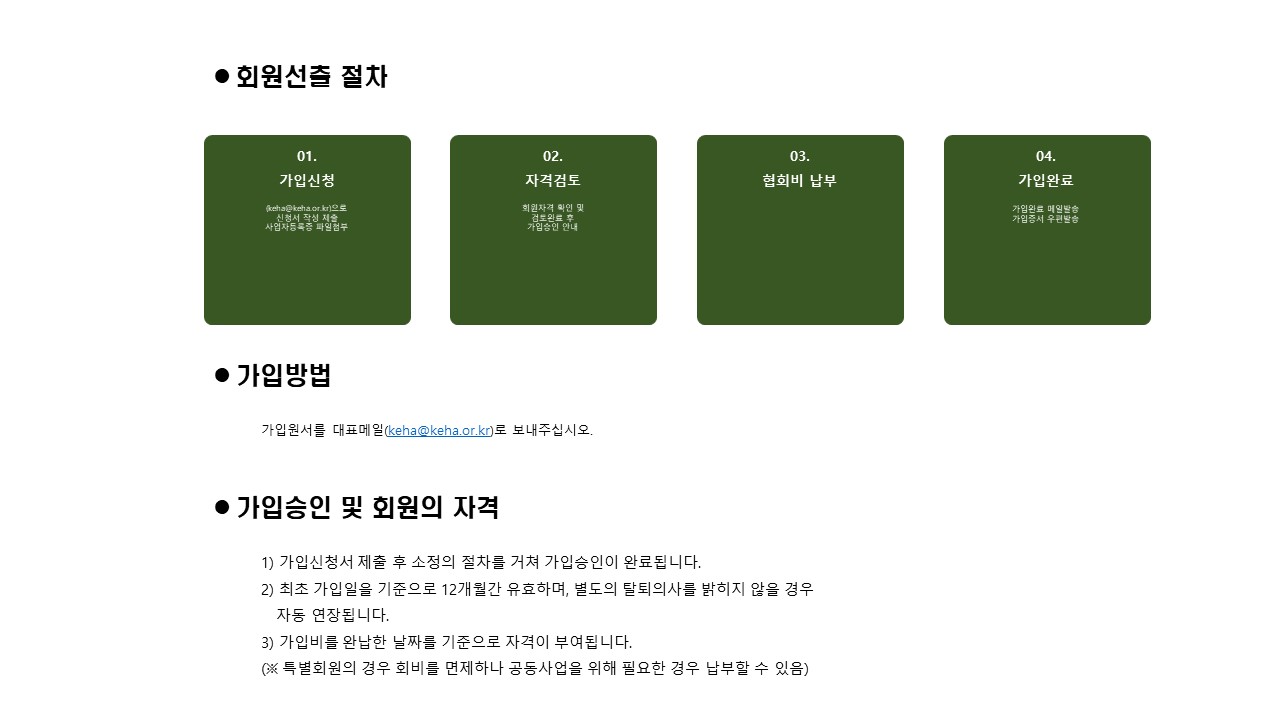 ● 회원선출 절차
01.
가입신청
(keha@keha.or.kr)으로
신청서 작성 제출
사업자등록증 파일첨부
02.
자격검토
회원자격 확인 및
검토완료 후
가입승인 안내
03.
협회비 납부
04.
가입완료
가입완료 메일발송
가입증서 우편발송
● 가입방법
가입원서를 대표메일(keha@keha.or.kr)로 보내주십시오.
● 가입승인 및 회원의 자격
1) 가입신청서 제출 후 소정의 절차를 거쳐 가입승인이 완료됩니다.
2) 최초 가입일을 기준으로 12개월간 유효하며, 별도의 탈퇴의사를 밝히지 않을 경우
자동 연장됩니다.
3) 가입비를 완납한 날짜를 기준으로 자격이 부여됩니다.
(※ 특별회원의 경우 회비를 면제하나 공동사업을 위해 필요한 경우 납부할 수 있음)